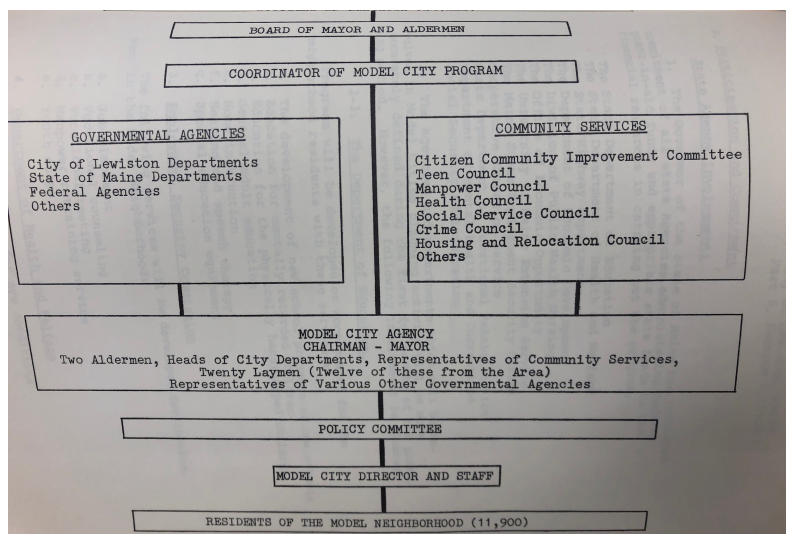 BOARD OF MAYOR AND ALDERMEN
COORDINATOR OF MODEL CITY PROGRAM
GOVERNMENTAL AGENCIES
City of Lewiston Departments
State of Maine Departments
Federal Agencies
Others
COMMUNITY SERVICES
Citizen Community Improvement Committee
Teen Council
Manpower Council
Health Council
Social Service Council
Crime Council
Housing and Relocation Council
Others
MODEL CITY AGENCY
CHAIRMAN - MAYOR
Two Aldermen, Heads of City Departments, Representatives of Community Services,
Twenty Laymen (Twelve of these from the Area)
Representatives of Various Other Governmental Agencies
POLICY COMMITTEE
MODEL CITY DIRECTOR AND STAFF
RESIDENTS OF THE MODEL NEIGHBORHOOD (11,900)